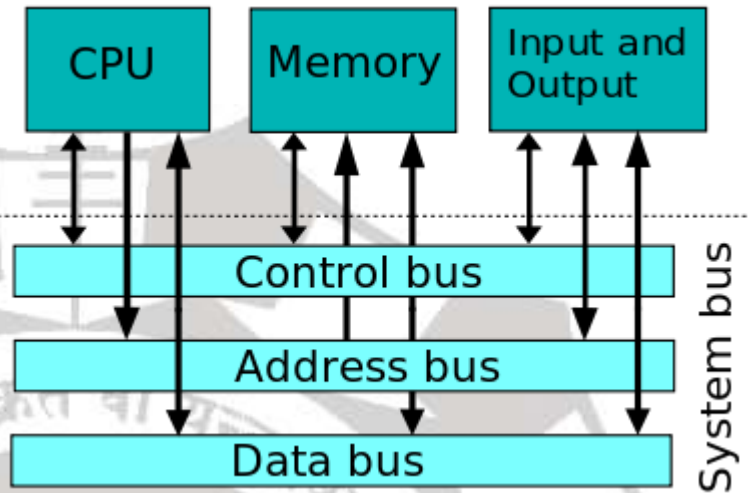 CPU
Memory
Input and
Output
Control bus
Address bus
Data bus
System bus